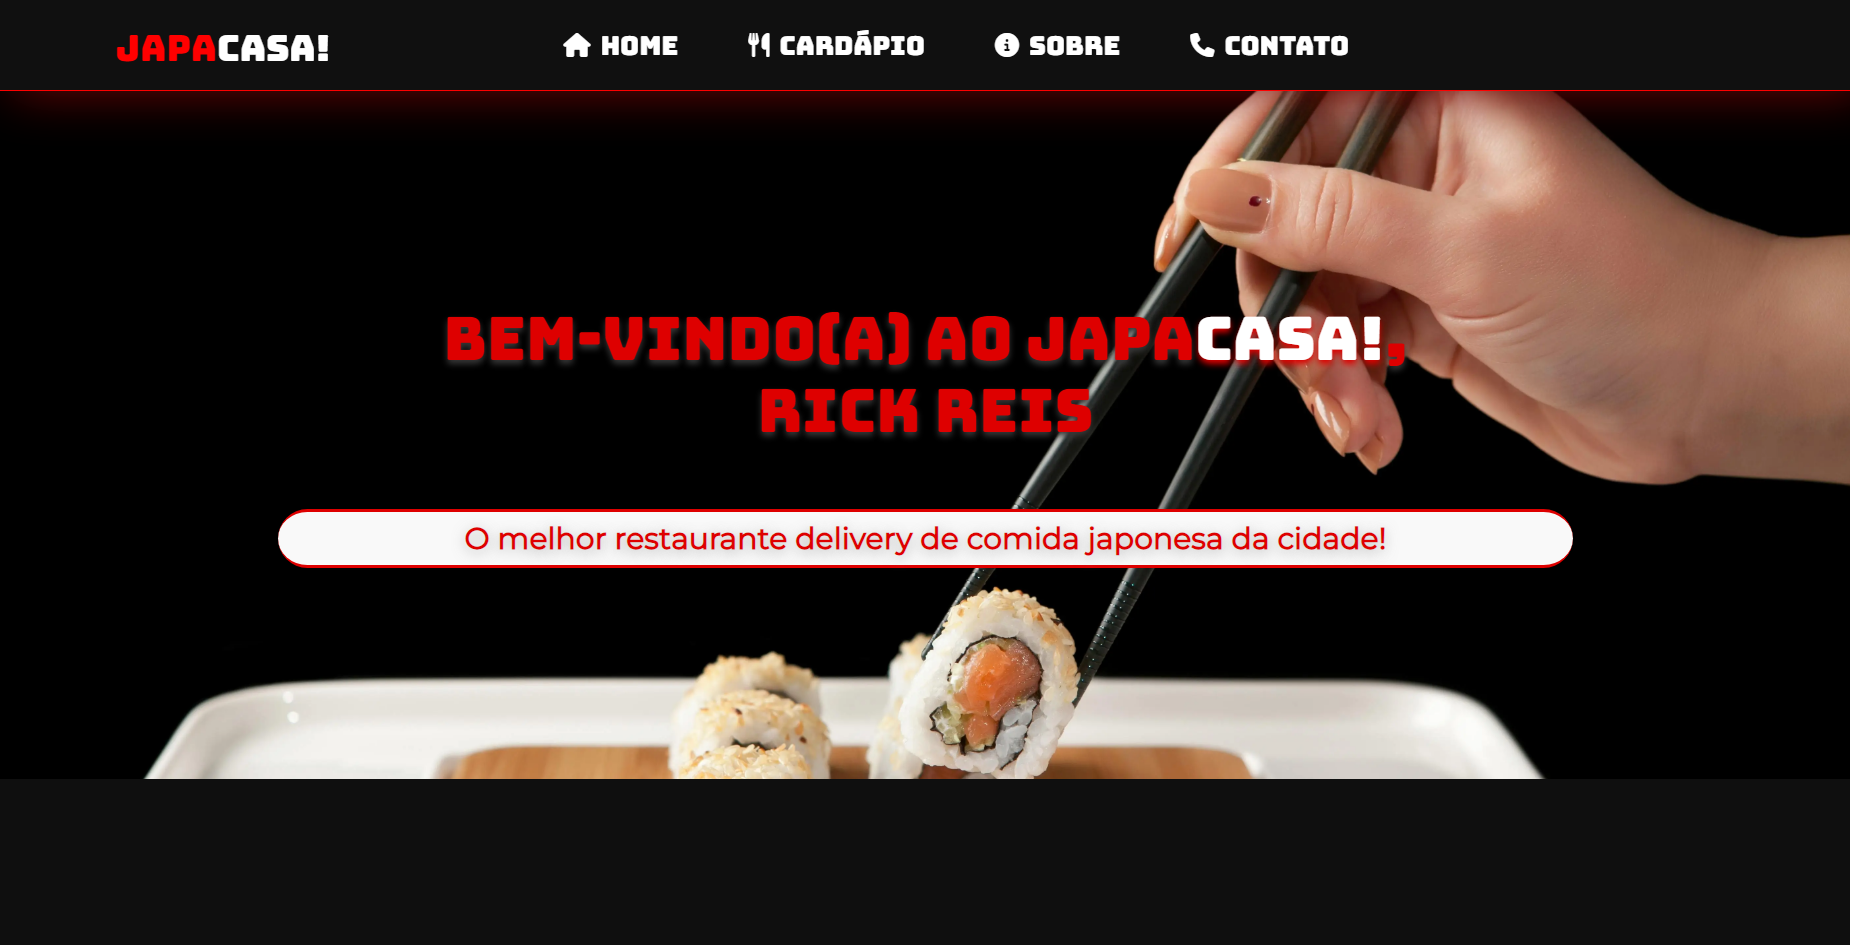 JAPACASA!
HOME
CARDÁPIO
SOBRE
CONTATO
BEM-VINDO(A) AO JAPACASA!,
RICK REIS
O melhor restaurante delivery de comida japonesa da cidade!